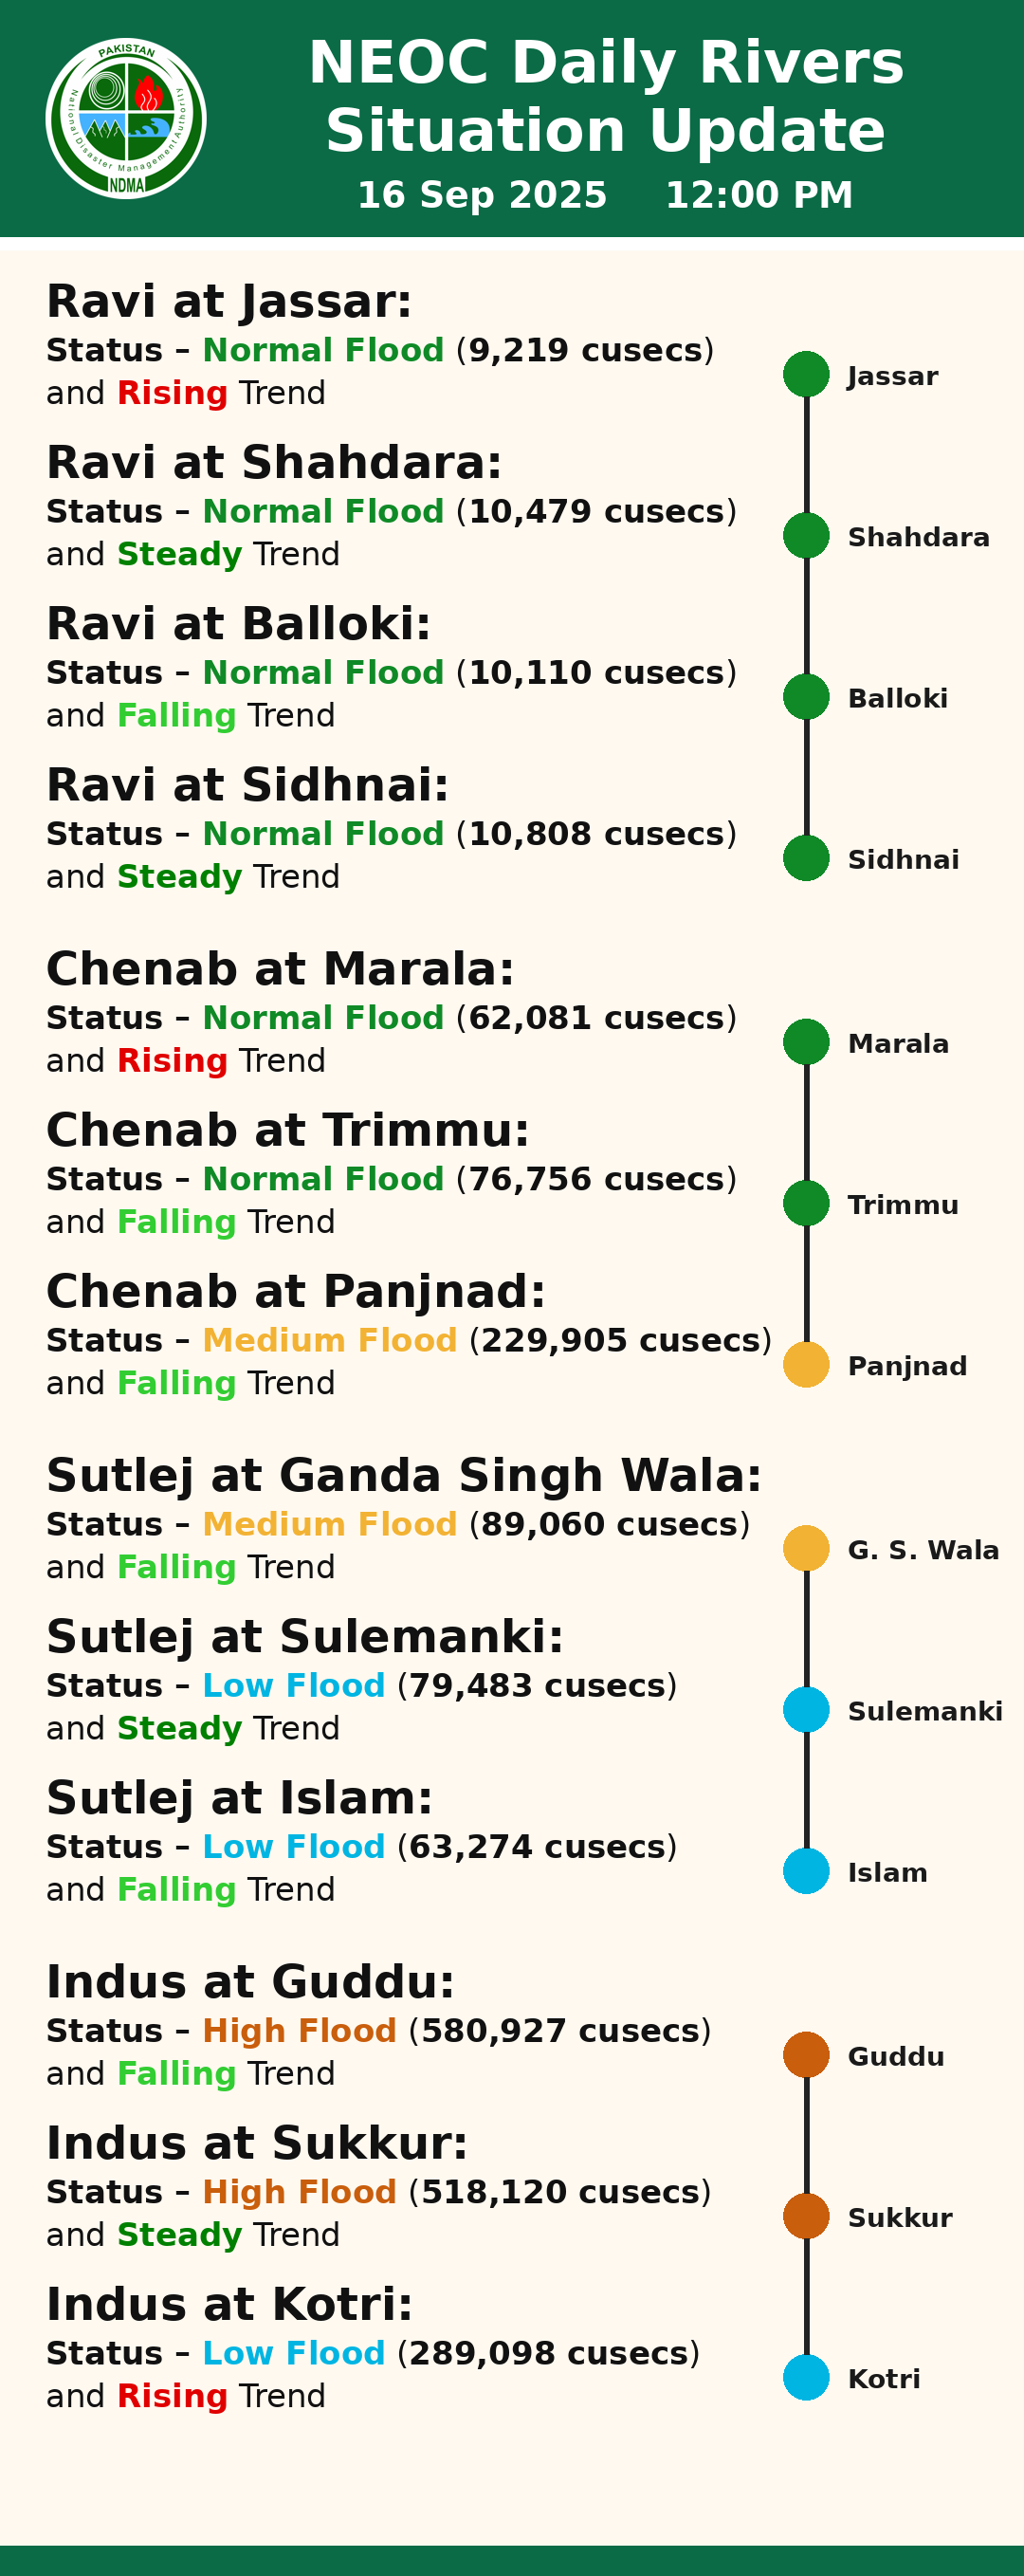 PAKISTAN
National Disaster Management Authority
NDMA
NEOC Daily Rivers
Situation Update
16 Sep 2025 12:00 PM
Ravi at Jassar:
Status – Normal Flood (9,219 cusecs)
and Rising Trend
Jassar
Ravi at Shahdara:
Status – Normal Flood (10,479 cusecs)
and Steady Trend
Shahdara
Ravi at Balloki:
Status – Normal Flood (10,110 cusecs)
and Falling Trend
Balloki
Ravi at Sidhnai:
Status – Normal Flood (10,808 cusecs)
and Steady Trend
Sidhnai
Chenab at Marala:
Status – Normal Flood (62,081 cusecs)
and Rising Trend
Marala
Chenab at Trimmu:
Status – Normal Flood (76,756 cusecs)
and Falling Trend
Trimmu
Chenab at Panjnad:
Status – Medium Flood (229,905 cusecs)
and Falling Trend
Panjnad
Sutlej at Ganda Singh Wala:
Status – Medium Flood (89,060 cusecs)
and Falling Trend
G. S. Wala
Sutlej at Sulemanki:
Status – Low Flood (79,483 cusecs)
and Steady Trend
Sulemanki
Sutlej at Islam:
Status – Low Flood (63,274 cusecs)
and Falling Trend
Islam
Indus at Guddu:
Status – High Flood (580,927 cusecs)
and Falling Trend
Guddu
Indus at Sukkur:
Status – High Flood (518,120 cusecs)
and Steady Trend
Sukkur
Indus at Kotri:
Status – Low Flood (289,098 cusecs)
and Rising Trend
Kotri